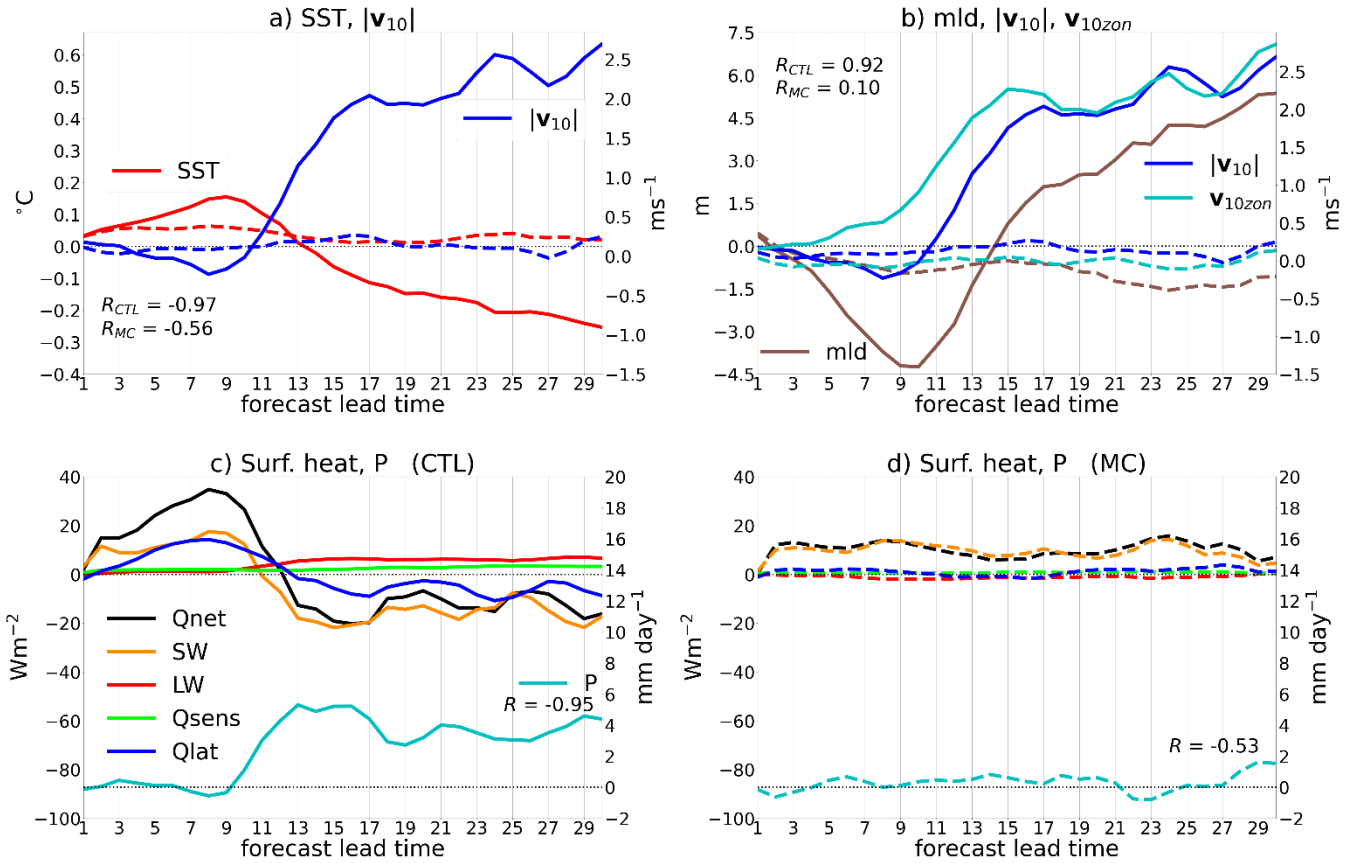 a) SST, |v10|
0.6
0.5
0.4
0.3
0.2
0.1
0.0
−0.1
−0.2
−0.3
−0.4
°C
2.5
2.0
1.5
1.0
0.5
0.0
−0.5
−1.0
−1.5
ms−1
|v10|
SST
RCTL = -0.97
RMC = -0.56
1 3 5 7 9 11 13 15 17 19 21 23 25 27 29
forecast lead time
b) mld, |v10|, v10zon
7.5
6.0
4.5
3.0
1.5
0.0
−1.5
−3.0
−4.5
m
2.5
2.0
1.5
1.0
0.5
0.0
−0.5
−1.0
−1.5
ms−1
RCTL = 0.92
RMC = 0.10
|v10|
v10zon
mld
1 3 5 7 9 11 13 15 17 19 21 23 25 27 29
forecast lead time
c) Surf. heat, P (CTL)
40
20
0
−20
−40
−60
−80
−100
Wm−2
20
18
16
14
12
10
8
6
4
2
0
−2
mm day−1
Qnet
SW
LW
Qsens
Qlat
P
R = -0.95
1 3 5 7 9 11 13 15 17 19 21 23 25 27 29
forecast lead time
d) Surf. heat, P (MC)
40
20
0
−20
−40
−60
−80
−100
Wm−2
20
18
16
14
12
10
8
6
4
2
0
−2
mm day−1
R = -0.53
1 3 5 7 9 11 13 15 17 19 21 23 25 27 29
forecast lead time